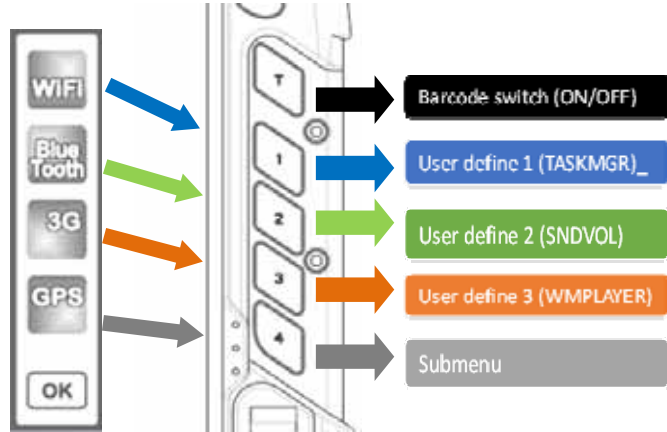 WiFi
Blue
Tooth
3G
GPS
OK
T
1
2
3
4
Barcode switch (ON/OFF)
User define 1 (TASKMGR)_
User define 2 (SNDVOL)
User define 3 (WMPLAYER)
Submenu